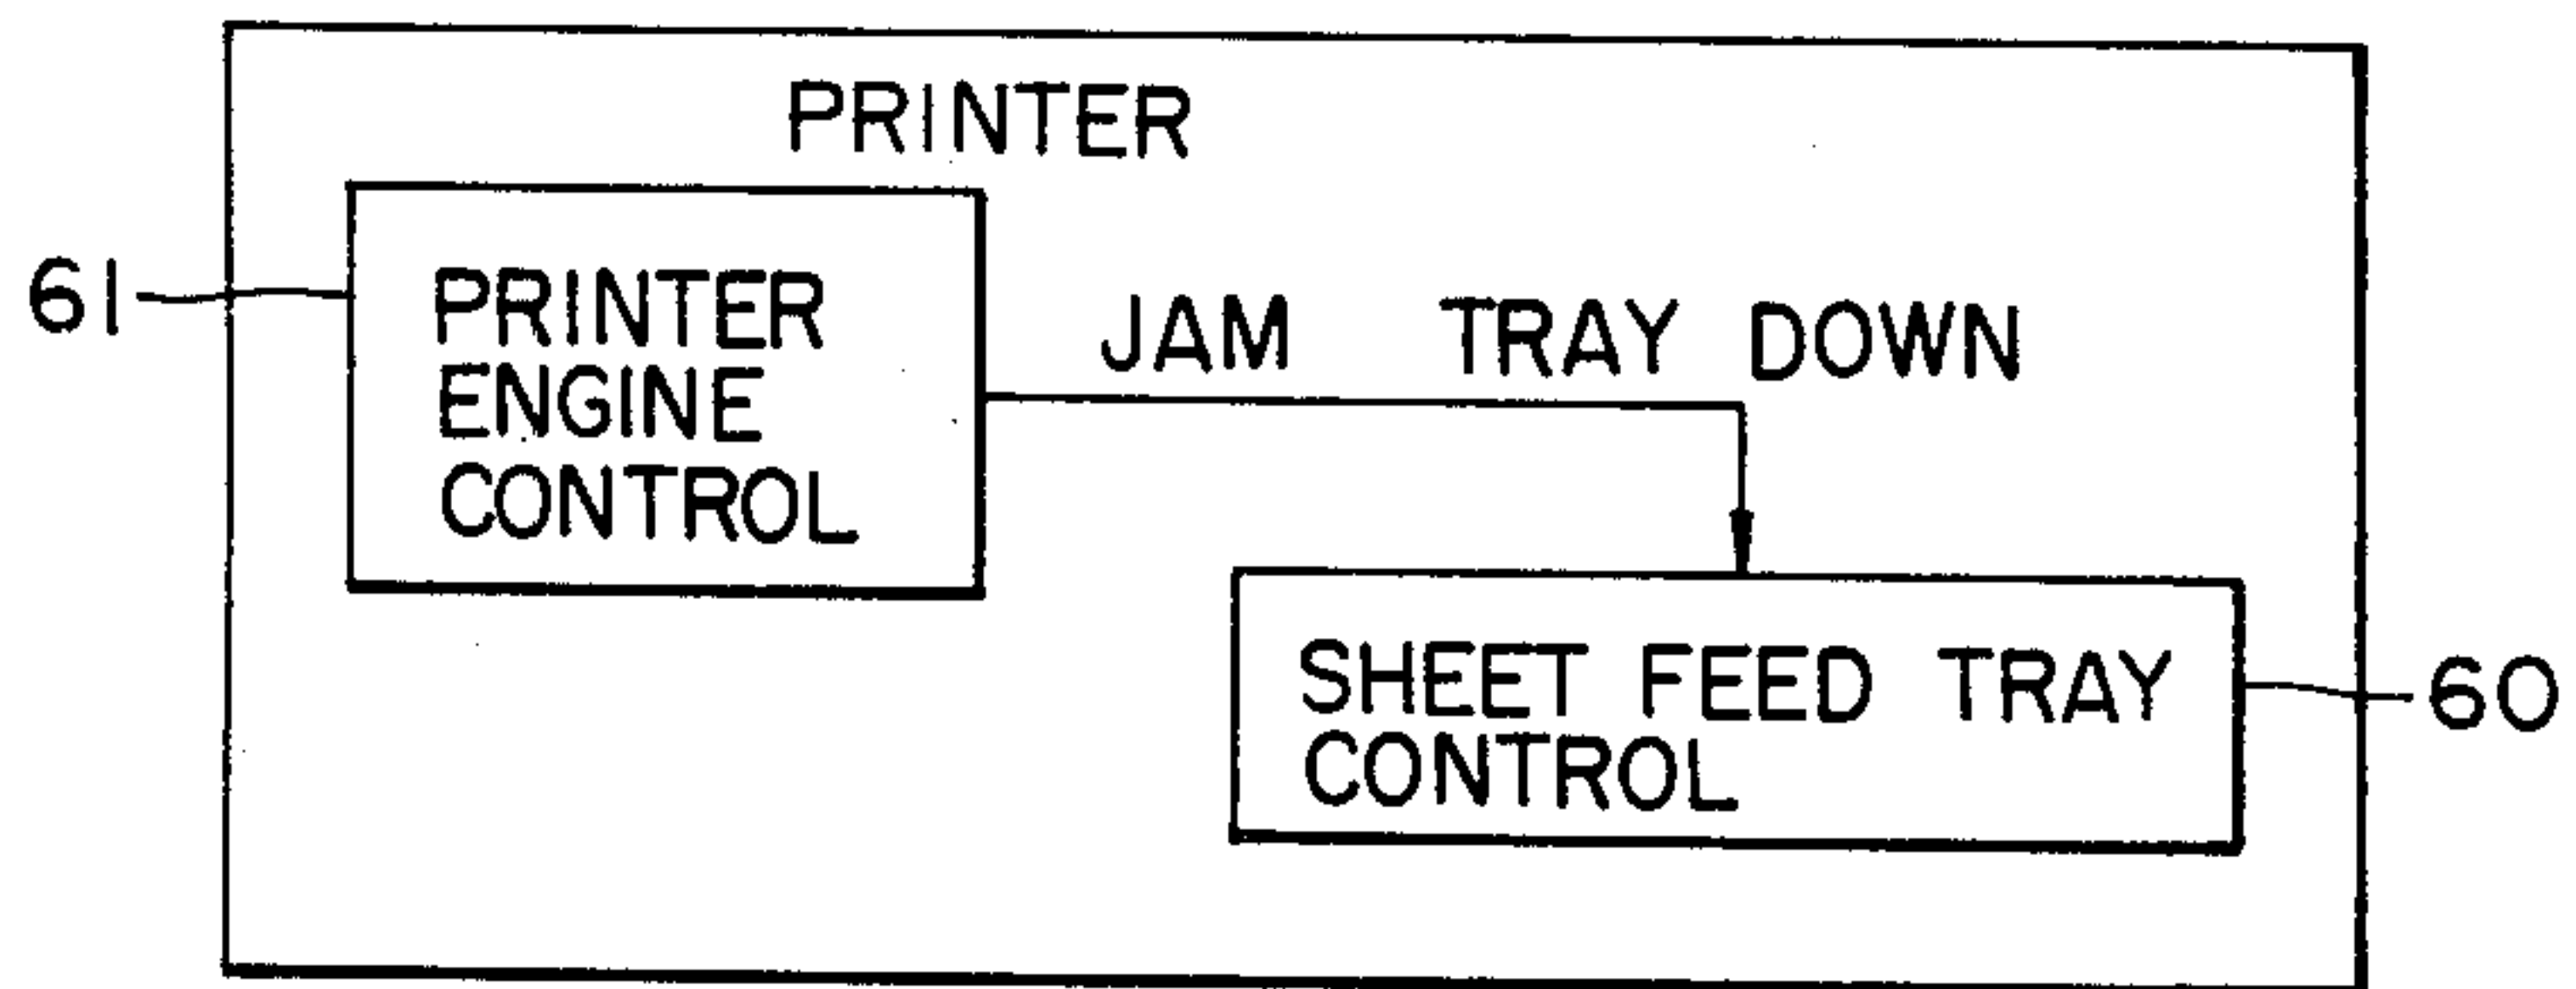 PRINTER
61
PRINTER
ENGINE
CONTROL
JAM TRAY DOWN
SHEET FEED TRAY
CONTROL
60